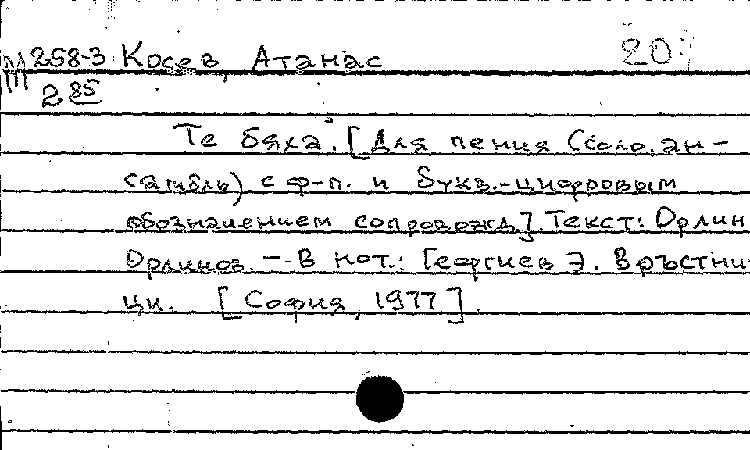 М 258-3 Косев, Атанас 20
2 85
Те бяха. [Для пения (соло, ан-
самбль) с ф-п. и букв.-цифровым
обозначением сопровожд.]. Текст: Орлин
Орлинов. – В нот.: Георгиев Э. Връстни-
ци. [София, 1977].